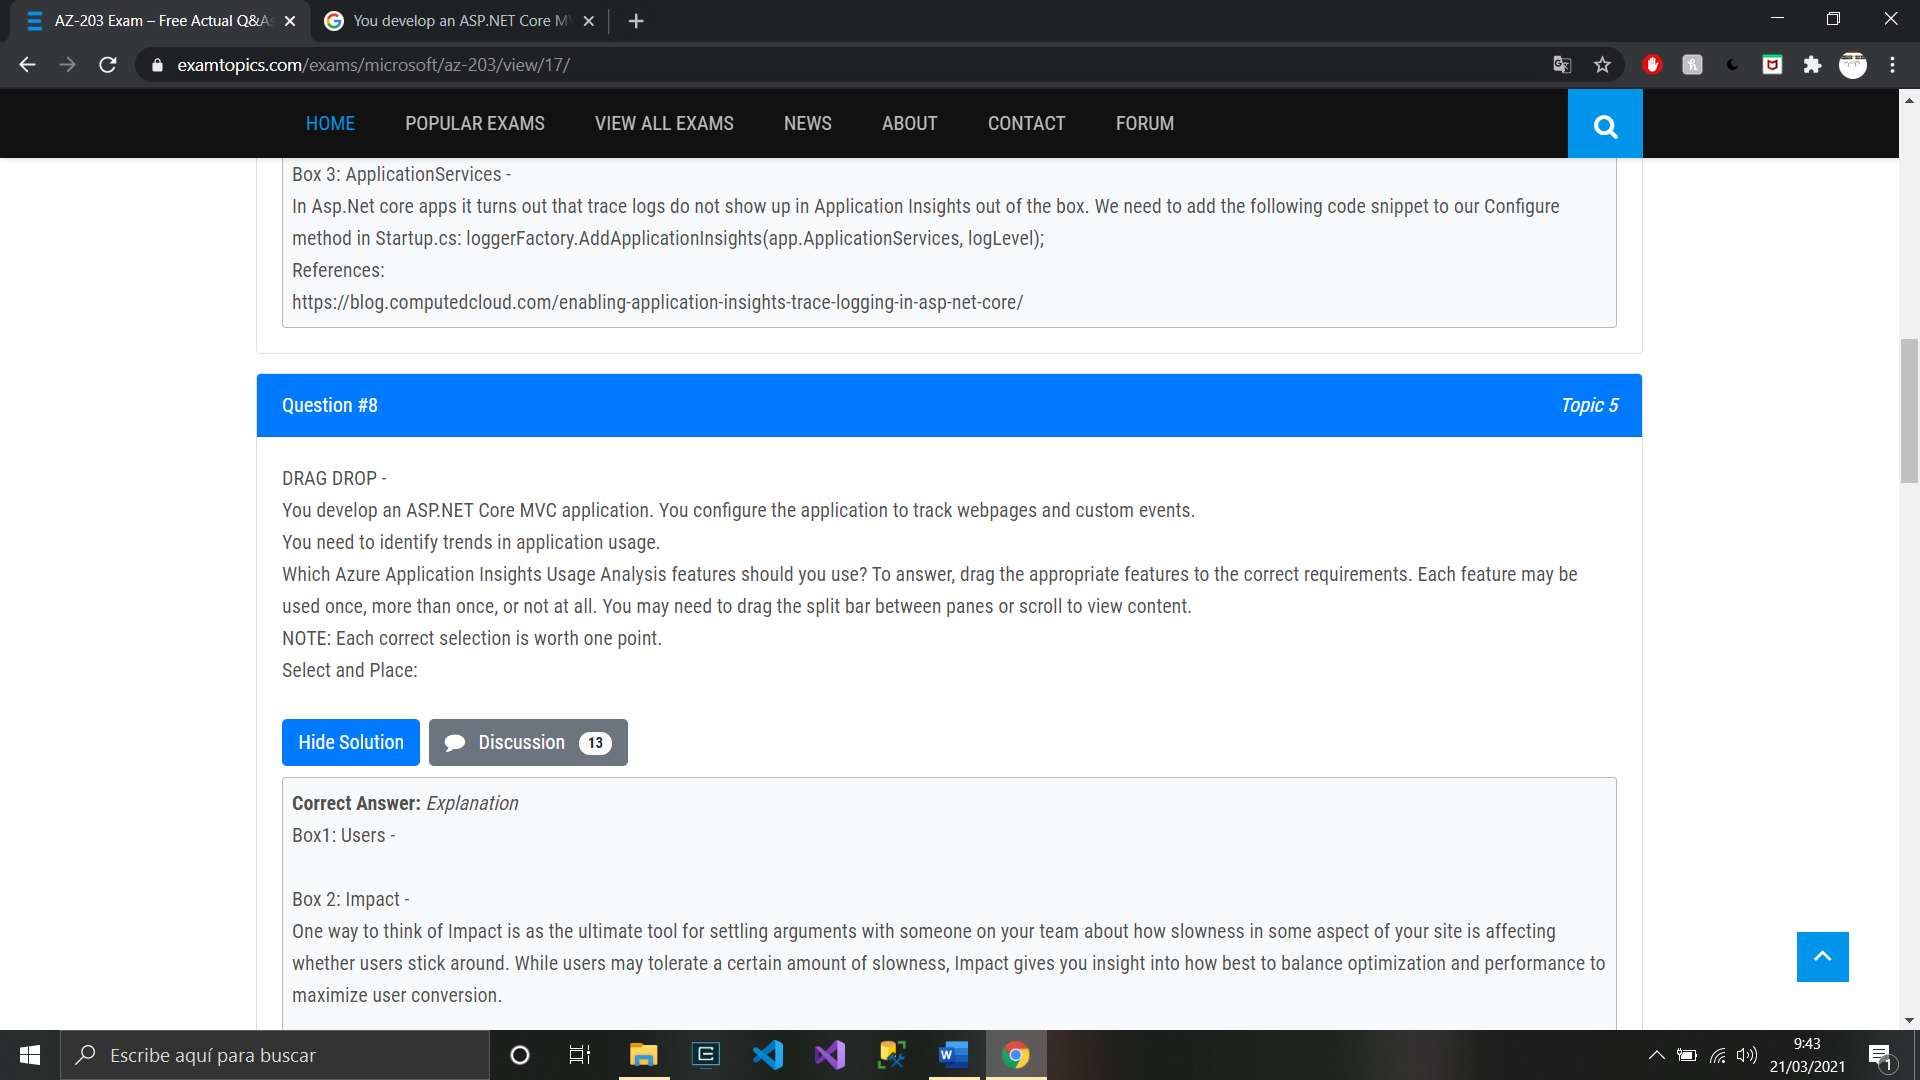 AZ-203 Exam – Free Actual Q&As
You develop an ASP.NET Core M
examtopics.com/exams/microsoft/az-203/view/17/
HOME POPULAR EXAMS VIEW ALL EXAMS NEWS ABOUT CONTACT FORUM
Box 3: ApplicationServices -
In Asp.Net core apps it turns out that trace logs do not show up in Application Insights out of the box. We need to add the following code snippet to our Configure
method in Startup.cs: loggerFactory.AddApplicationInsights(app.ApplicationServices, logLevel);
References:
https://blog.computedcloud.com/enabling-application-insights-trace-logging-in-asp-net-core/
Question #8 Topic 5
DRAG DROP -
You develop an ASP.NET Core MVC application. You configure the application to track webpages and custom events.
You need to identify trends in application usage.
Which Azure Application Insights Usage Analysis features should you use? To answer, drag the appropriate features to the correct requirements. Each feature may be
used once, more than once, or not at all. You may need to drag the split bar between panes or scroll to view content.
NOTE: Each correct selection is worth one point.
Select and Place:
Hide Solution Discussion 13
Correct Answer: Explanation
Box1: Users -
Box 2: Impact -
One way to think of Impact is as the ultimate tool for settling arguments with someone on your team about how slowness in some aspect of your site is affecting
whether users stick around. While users may tolerate a certain amount of slowness, Impact gives you insight into how best to balance optimization and performance to
maximize user conversion.
Escribe aquí para buscar
9:43
21/03/2021
1